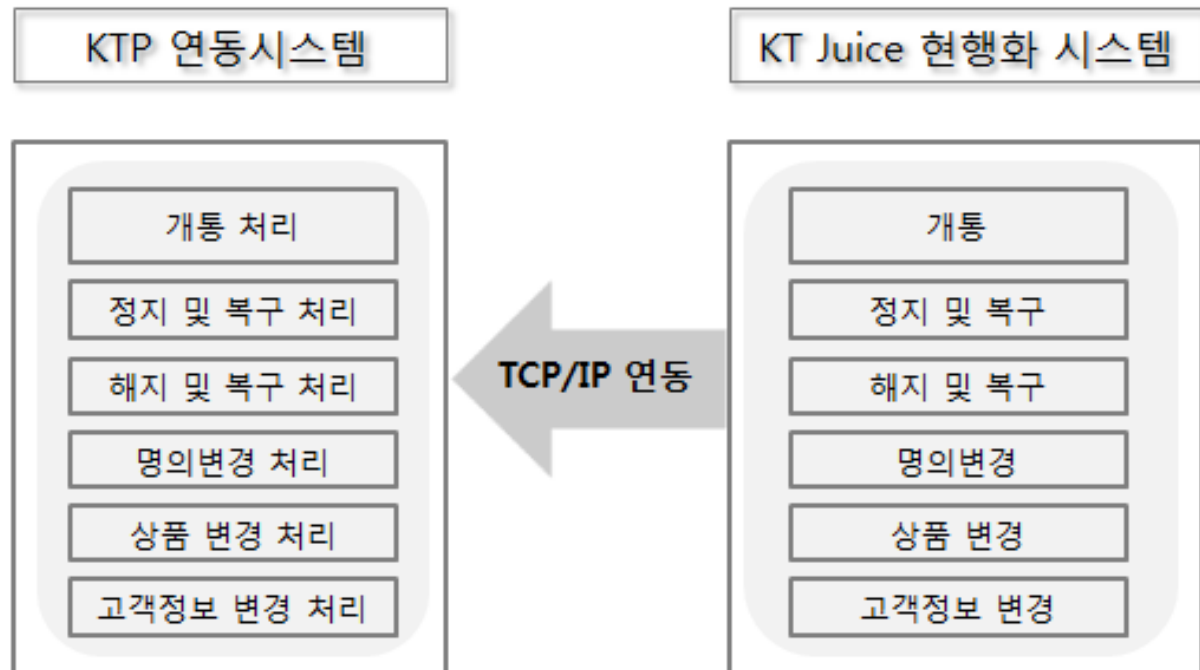 KTP 연동시스템
KT Juice 현행화 시스템
개통 처리
정지 및 복구 처리
해지 및 복구 처리
명의변경 처리
상품 변경 처리
고객정보 변경 처리
TCP/IP 연동
개통
정지 및 복구
해지 및 복구
명의변경
상품 변경
고객정보 변경